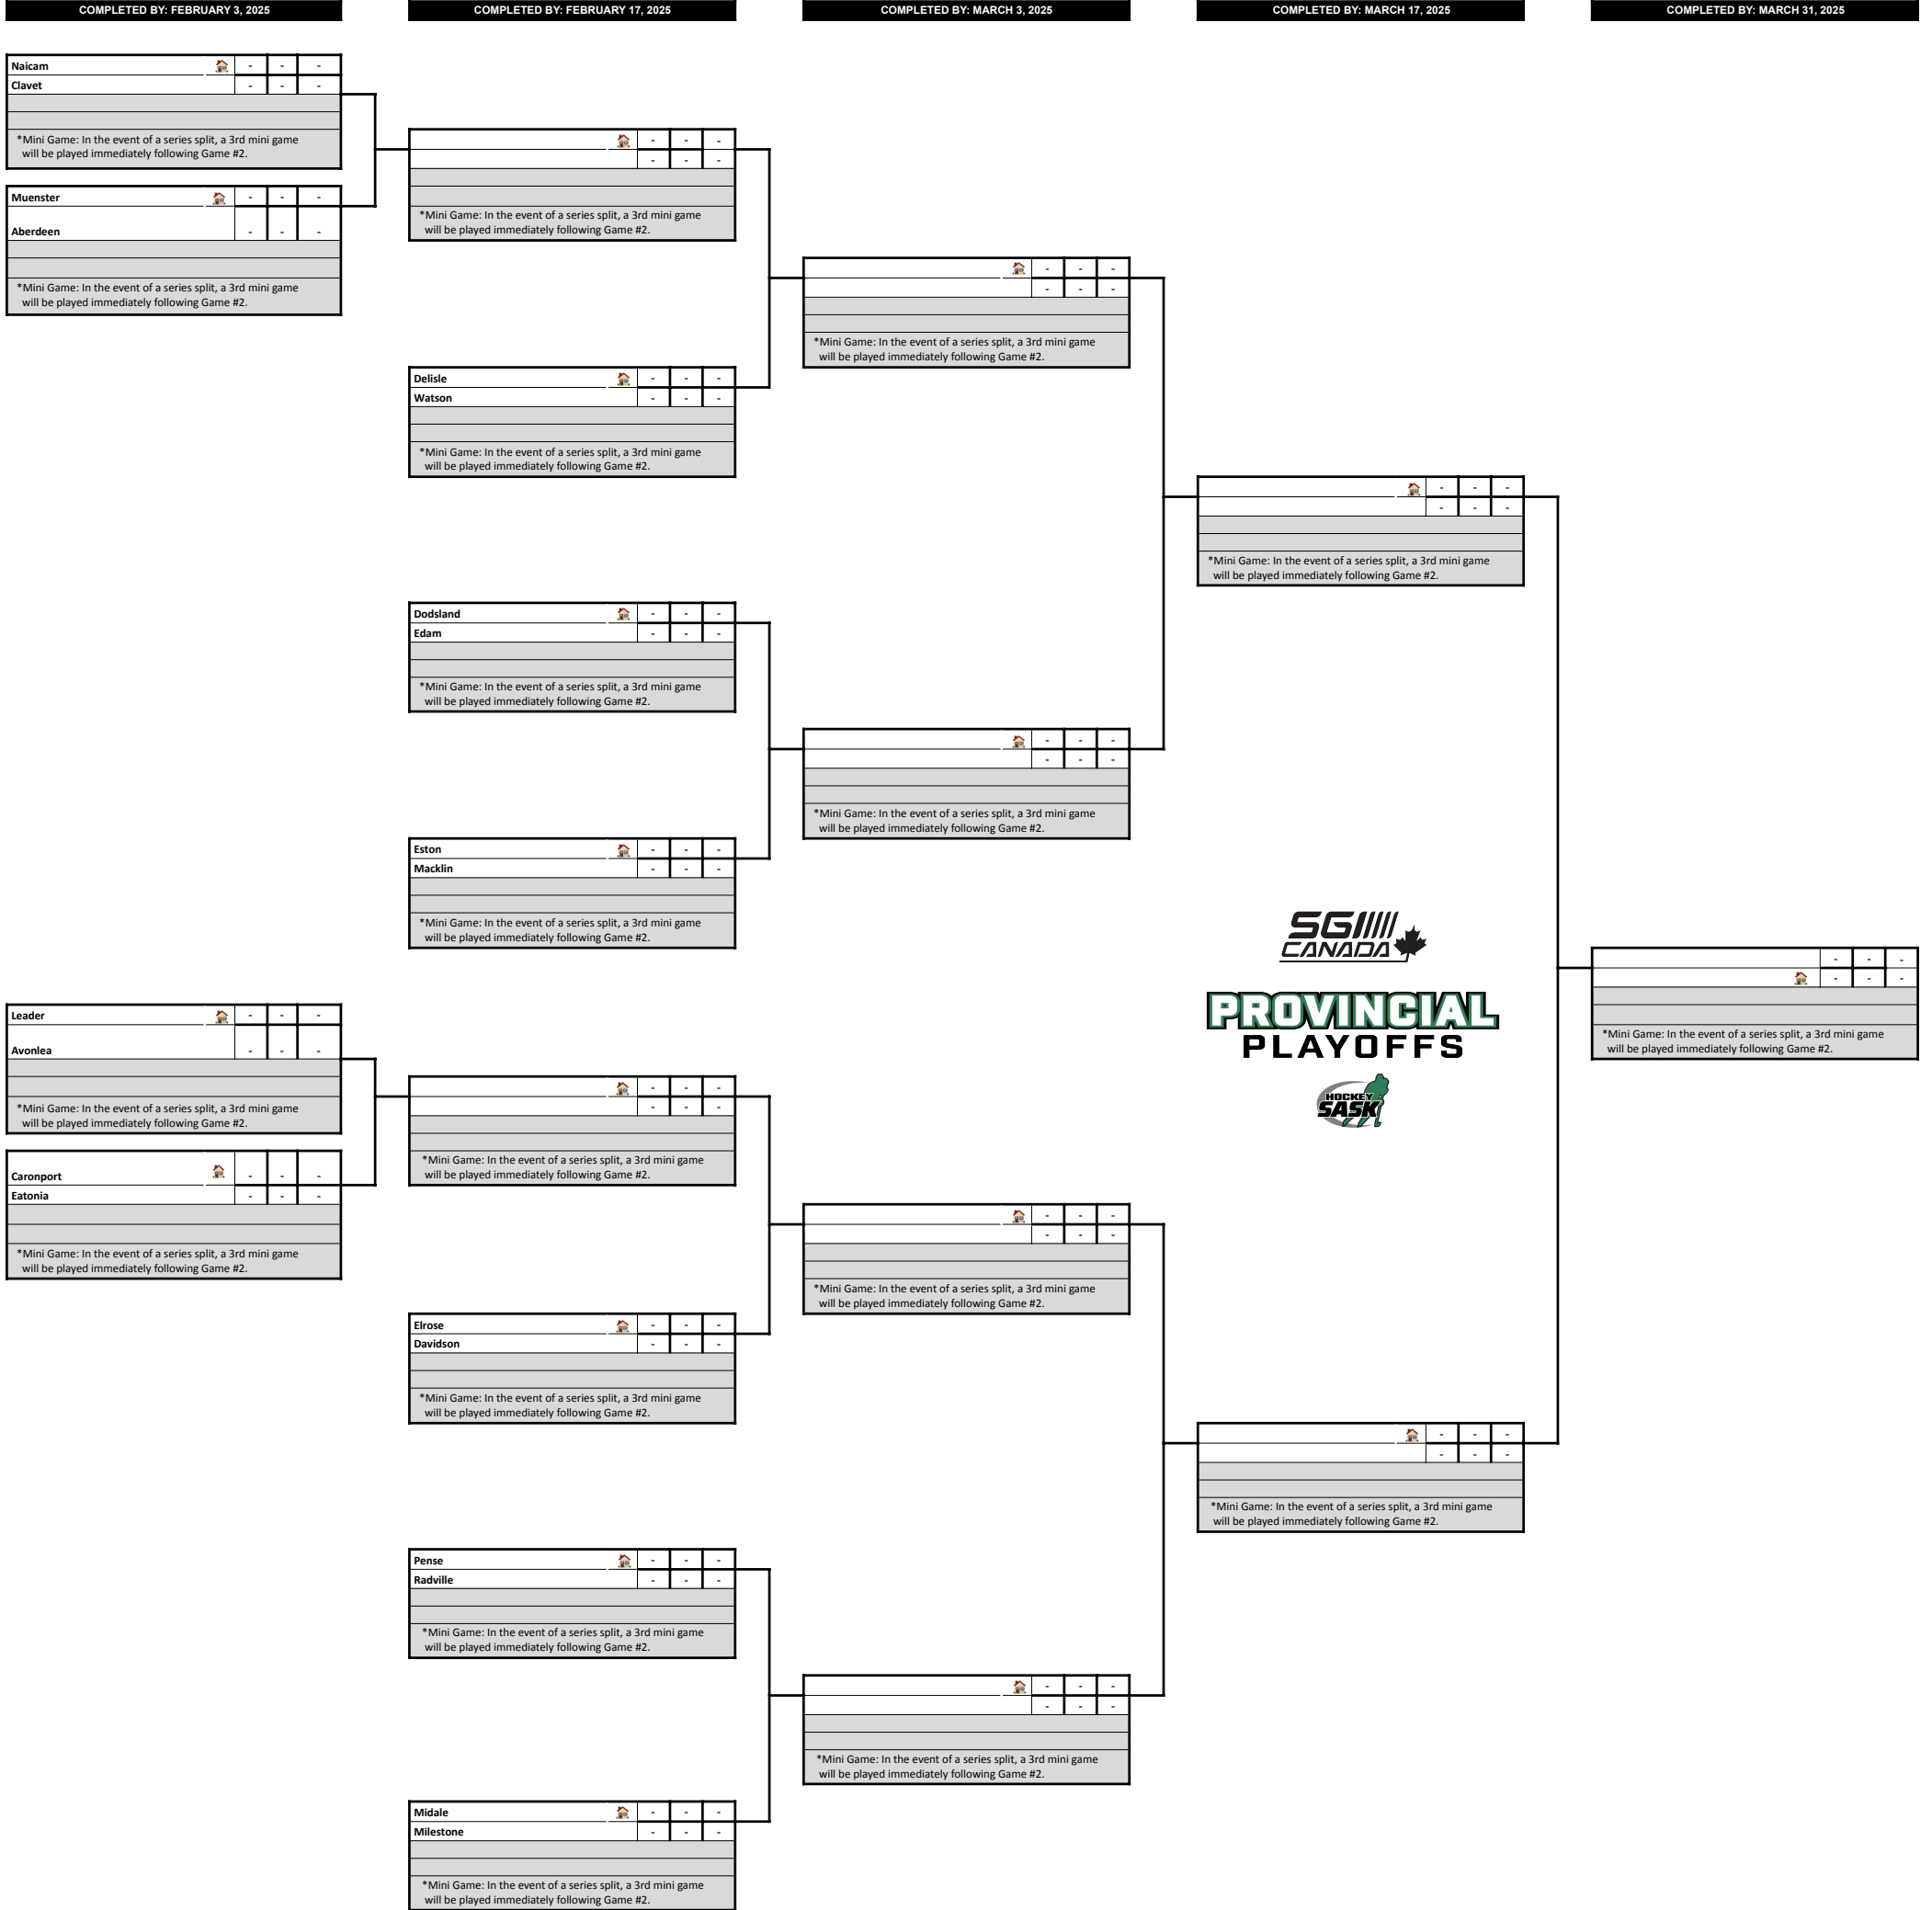 COMPLETED BY: FEBRUARY 3, 2025
COMPLETED BY: FEBRUARY 17, 2025
COMPLETED BY: MARCH 3, 2025
COMPLETED BY: MARCH 17, 2025
COMPLETED BY: MARCH 31, 2025
Naicam - - -
Clavet - - -
*Mini Game: In the event of a series split, a 3rd mini game
will be played immediately following Game #2.
Muenster - - -
Aberdeen - - -
*Mini Game: In the event of a series split, a 3rd mini game
will be played immediately following Game #2.
Leader - - -
Avonlea - - -
*Mini Game: In the event of a series split, a 3rd mini game
will be played immediately following Game #2.
Caronport - - -
Eatonia - - -
*Mini Game: In the event of a series split, a 3rd mini game
will be played immediately following Game #2.
- - -
- - -
*Mini Game: In the event of a series split, a 3rd mini game
will be played immediately following Game #2.
Delisle - - -
Watson - - -
*Mini Game: In the event of a series split, a 3rd mini game
will be played immediately following Game #2.
Dodsland - - -
Edam - - -
*Mini Game: In the event of a series split, a 3rd mini game
will be played immediately following Game #2.
Eston - - -
Macklin - - -
*Mini Game: In the event of a series split, a 3rd mini game
will be played immediately following Game #2.
- - -
- - -
*Mini Game: In the event of a series split, a 3rd mini game
will be played immediately following Game #2.
Elrose - - -
Davidson - - -
*Mini Game: In the event of a series split, a 3rd mini game
will be played immediately following Game #2.
Pense - - -
Radville - - -
*Mini Game: In the event of a series split, a 3rd mini game
will be played immediately following Game #2.
Midale - - -
Milestone - - -
*Mini Game: In the event of a series split, a 3rd mini game
will be played immediately following Game #2.
- - -
- - -
*Mini Game: In the event of a series split, a 3rd mini game
will be played immediately following Game #2.
- - -
- - -
*Mini Game: In the event of a series split, a 3rd mini game
will be played immediately following Game #2.
- - -
- - -
*Mini Game: In the event of a series split, a 3rd mini game
will be played immediately following Game #2.
- - -
- - -
*Mini Game: In the event of a series split, a 3rd mini game
will be played immediately following Game #2.
- - -
- - -
*Mini Game: In the event of a series split, a 3rd mini game
will be played immediately following Game #2.
SGI
CANADA
PROVINCIAL
PLAYOFFS
HOCKEY
SASK
- - -
- - -
*Mini Game: In the event of a series split, a 3rd mini game
will be played immediately following Game #2.
- - -
- - -
*Mini Game: In the event of a series split, a 3rd mini game
will be played immediately following Game #2.